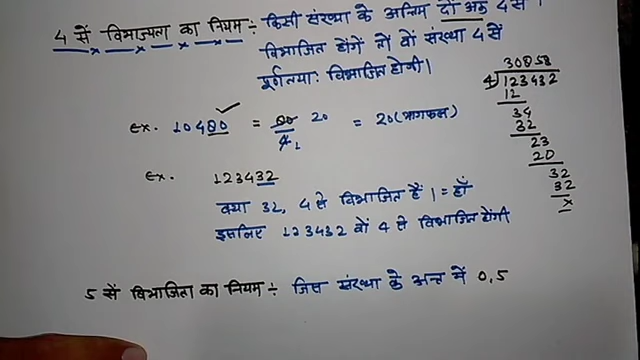 4 सें विभाज्यता का नियम ÷ किसी संख्या के अन्तिम दों अंक 4 से
विभाजित होंगें तों वों संख्या 4 सें
पूर्णतयाः विभाजित होगी।
ex. 10480 = 80/4 20 1 = 20 (भागफल)
ex. 123432
क्या 32, 4 से विभाजित हैं। = हाँ
इसलिए 123432 वों 4 से विभाजित होंगी
30858
4 123432
12
34
32
23
20
32
32
×
5 सें विभाजिता का नियम ÷ जिस संख्या के अन्त में 0,5